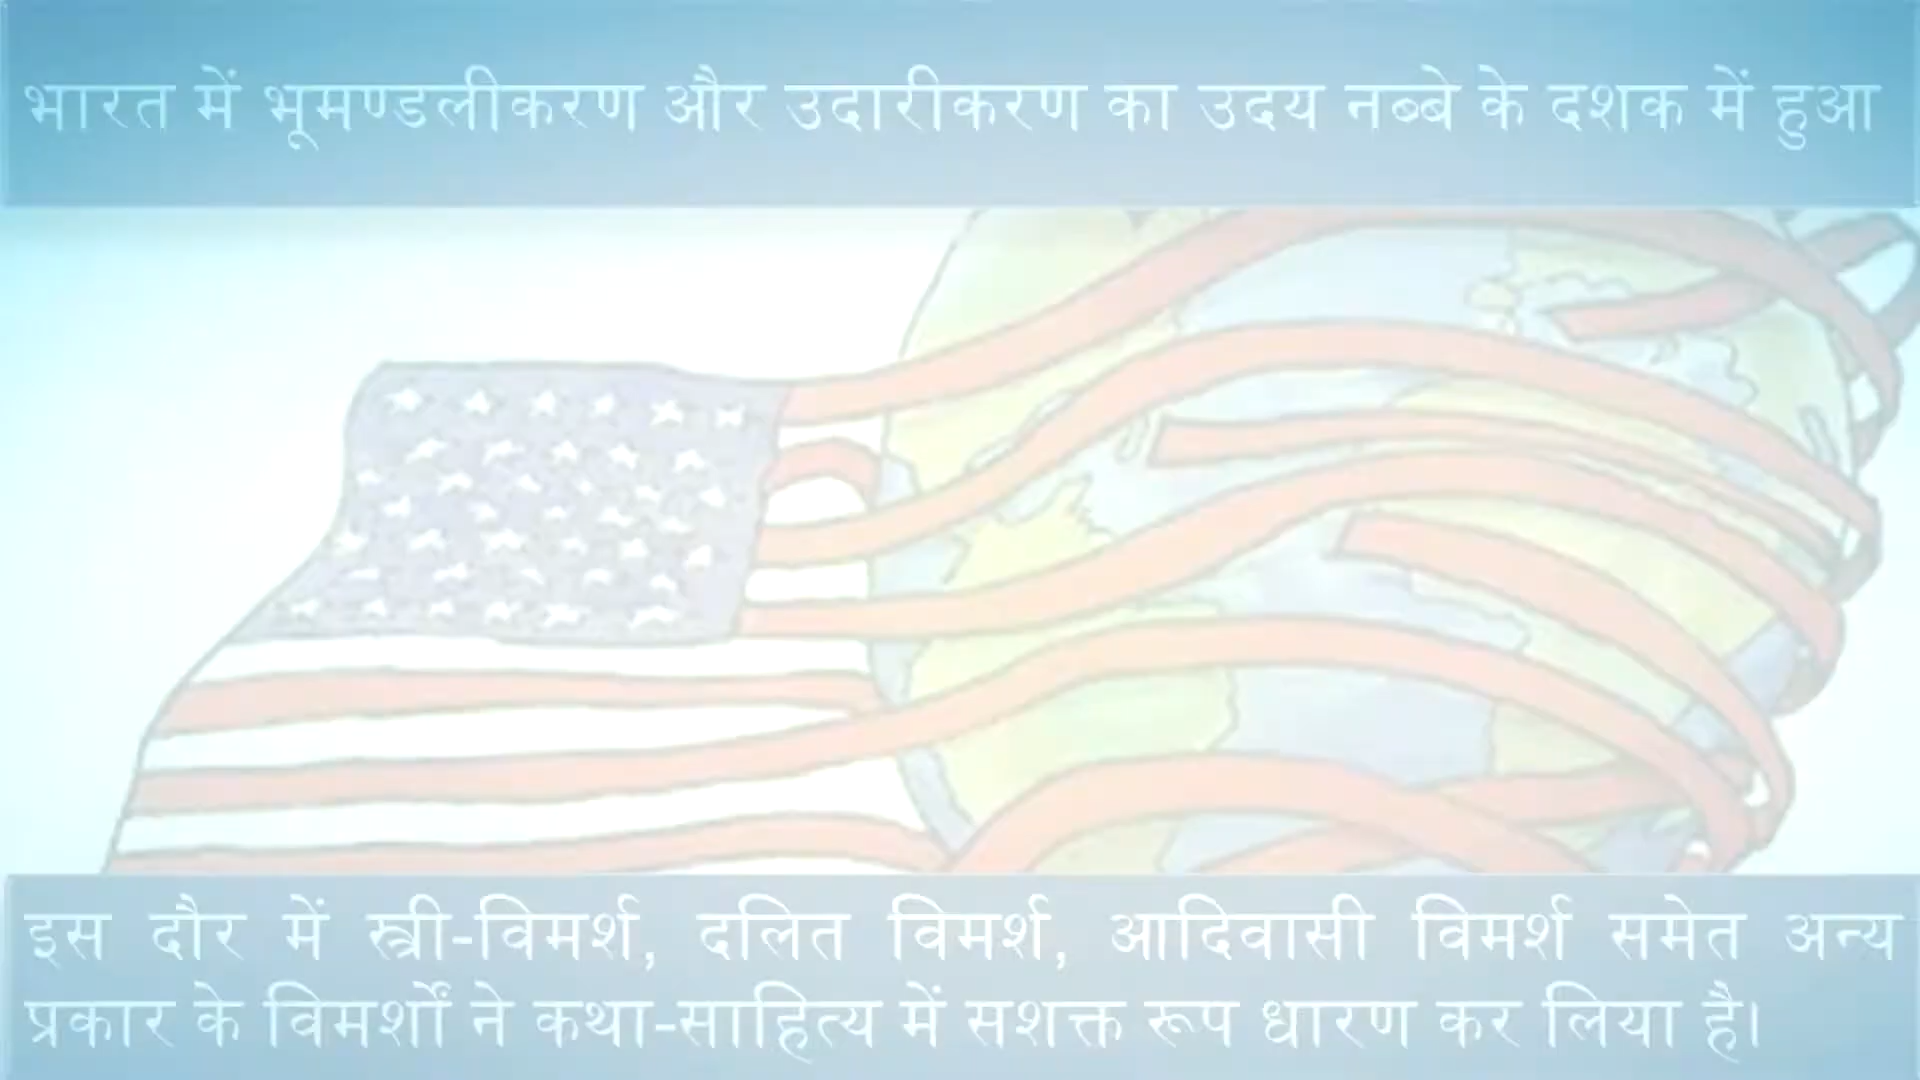 भारत में भूमण्डलीकरण और उदारीकरण का उदय नब्बे के दशक में हुआ
इस दौर में स्त्री-विमर्श, दलित विमर्श, आदिवासी विमर्श समेत अन्य
प्रकार के विमर्शों ने कथा-साहित्य में सशक्त रूप धारण कर लिया है।